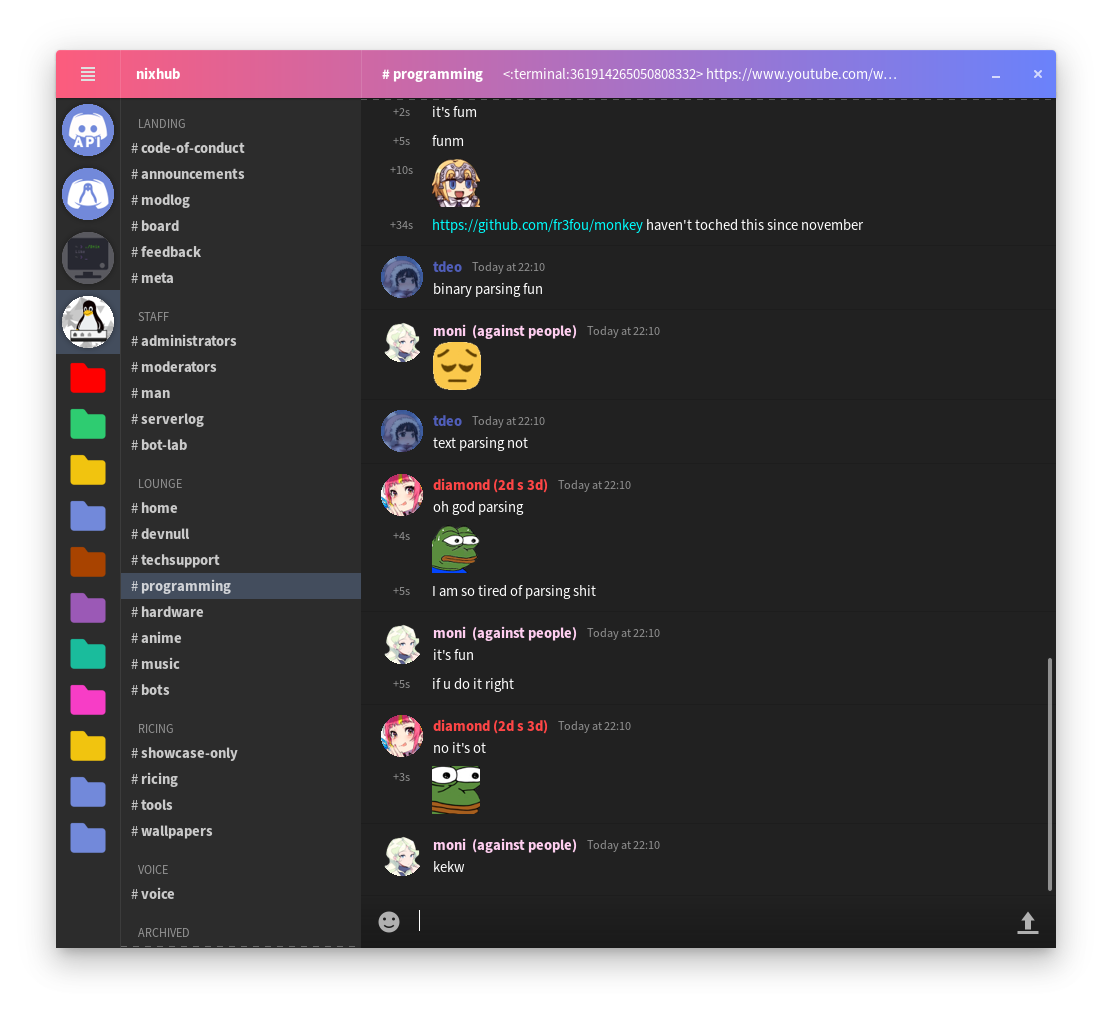 nixhub
# programming <:terminal:361914265050808332> https://www.youtube.com/w…
API
LANDING
# code-of-conduct
# announcements
# modlog
# board
# feedback
# meta
STAFF
# administrators
# moderators
# man
# serverlog
# bot-lab
LOUNGE
# home
# devnull
# techsupport
# programming
# hardware
# anime
# music
# bots
RICING
# showcase-only
# ricing
# tools
# wallpapers
VOICE
# voice
ARCHIVED
+2s it's fum
+5s funm
+10s
+34s https://github.com/fr3fou/monkey haven't toched this since november
tdeo Today at 22:10
binary parsing fun
moni (against people) Today at 22:10
tdeo Today at 22:10
text parsing not
diamond (2d s 3d) Today at 22:10
oh god parsing
+4s
+5s I am so tired of parsing shit
moni (against people) Today at 22:10
it's fun
+5s if u do it right
diamond (2d s 3d) Today at 22:10
no it's ot
+3s
moni (against people) Today at 22:10
kekw